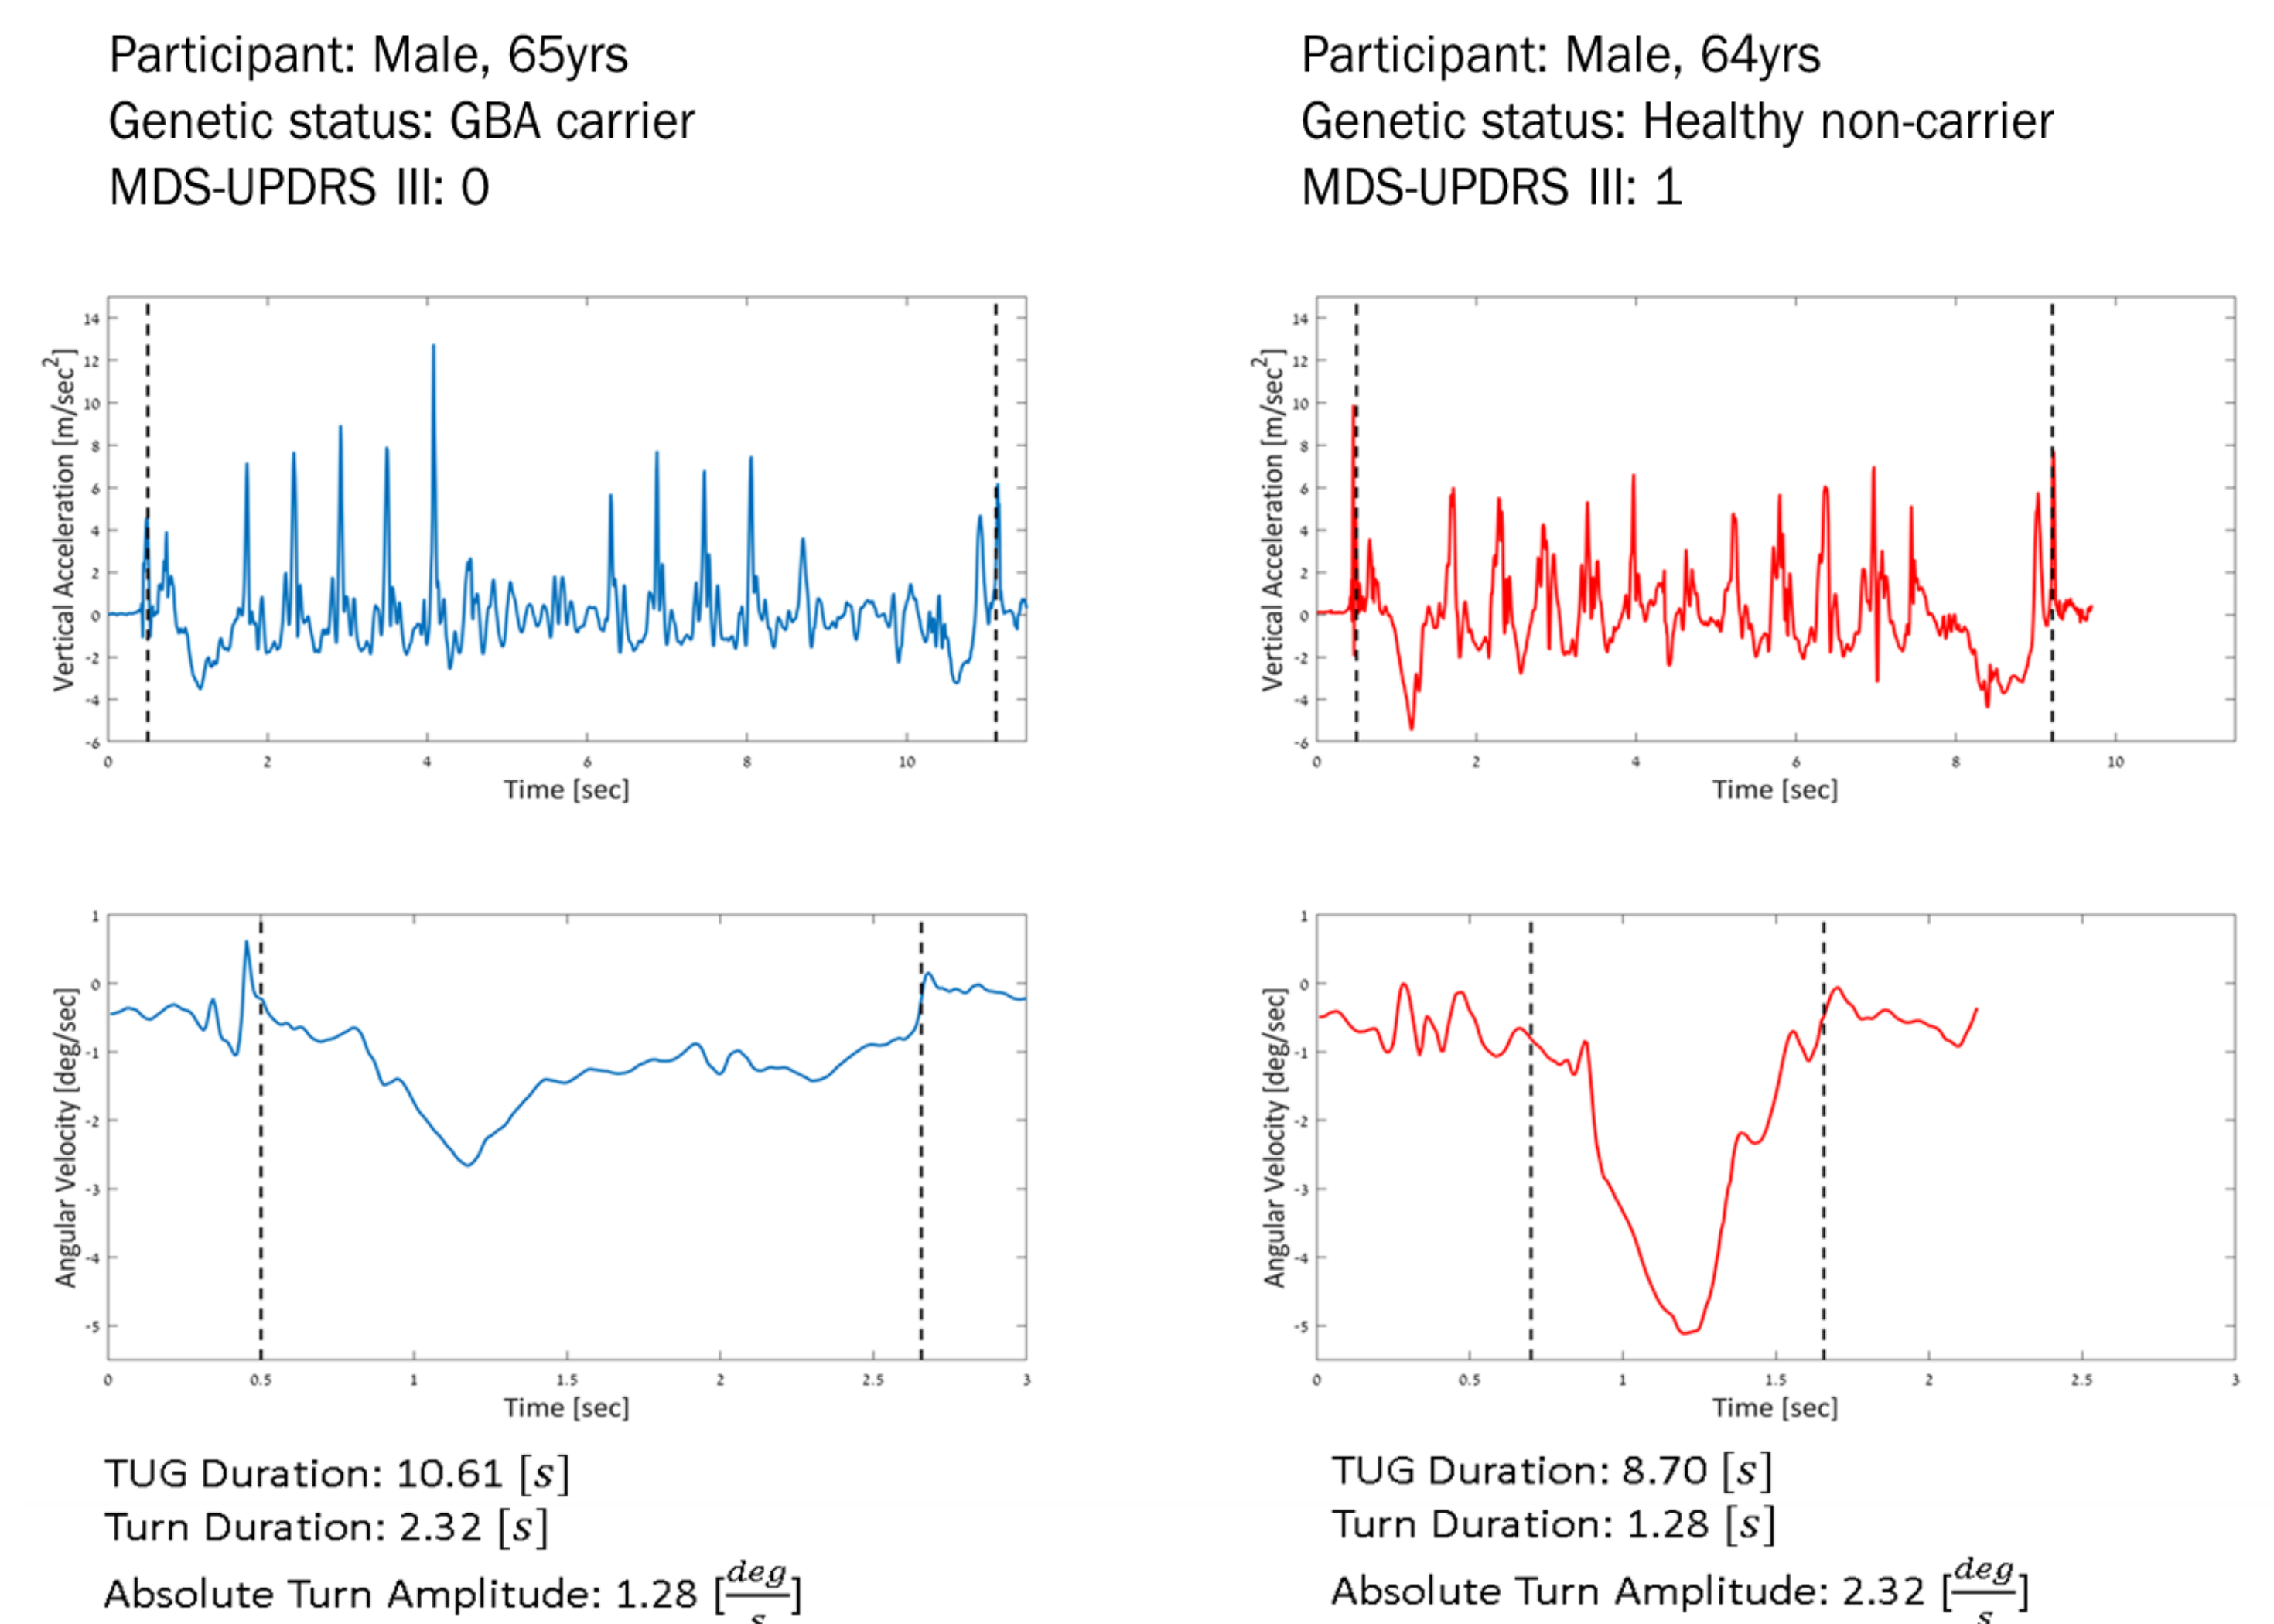 Participant: Male, 65yrs
Genetic status: GBA carrier
MDS-UPDRS III: 0
Participant: Male, 64yrs
Genetic status: Healthy non-carrier
MDS-UPDRS III: 1
Vertical Acceleration [m/sec²]
14
12
10
8
6
4
2
0
-2
-4
-6
0 2 4 6 8 10
Time [sec]
Vertical Acceleration [m/sec²]
14
12
10
8
6
4
2
0
-2
-4
-6
0 2 4 6 8 10
Time [sec]
Angular Velocity [deg/sec]
1
0
-1
-2
-3
-4
-5
0 0.5 1 1.5 2 2.5 3
Time [sec]
Angular Velocity [deg/sec]
1
0
-1
-2
-3
-4
-5
0 0.5 1 1.5 2 2.5 3
Time [sec]
TUG Duration: 10.61 [s]
Turn Duration: 2.32 [s]
Absolute Turn Amplitude: 1.28 [deg/s]
TUG Duration: 8.70 [s]
Turn Duration: 1.28 [s]
Absolute Turn Amplitude: 2.32 [deg/s]